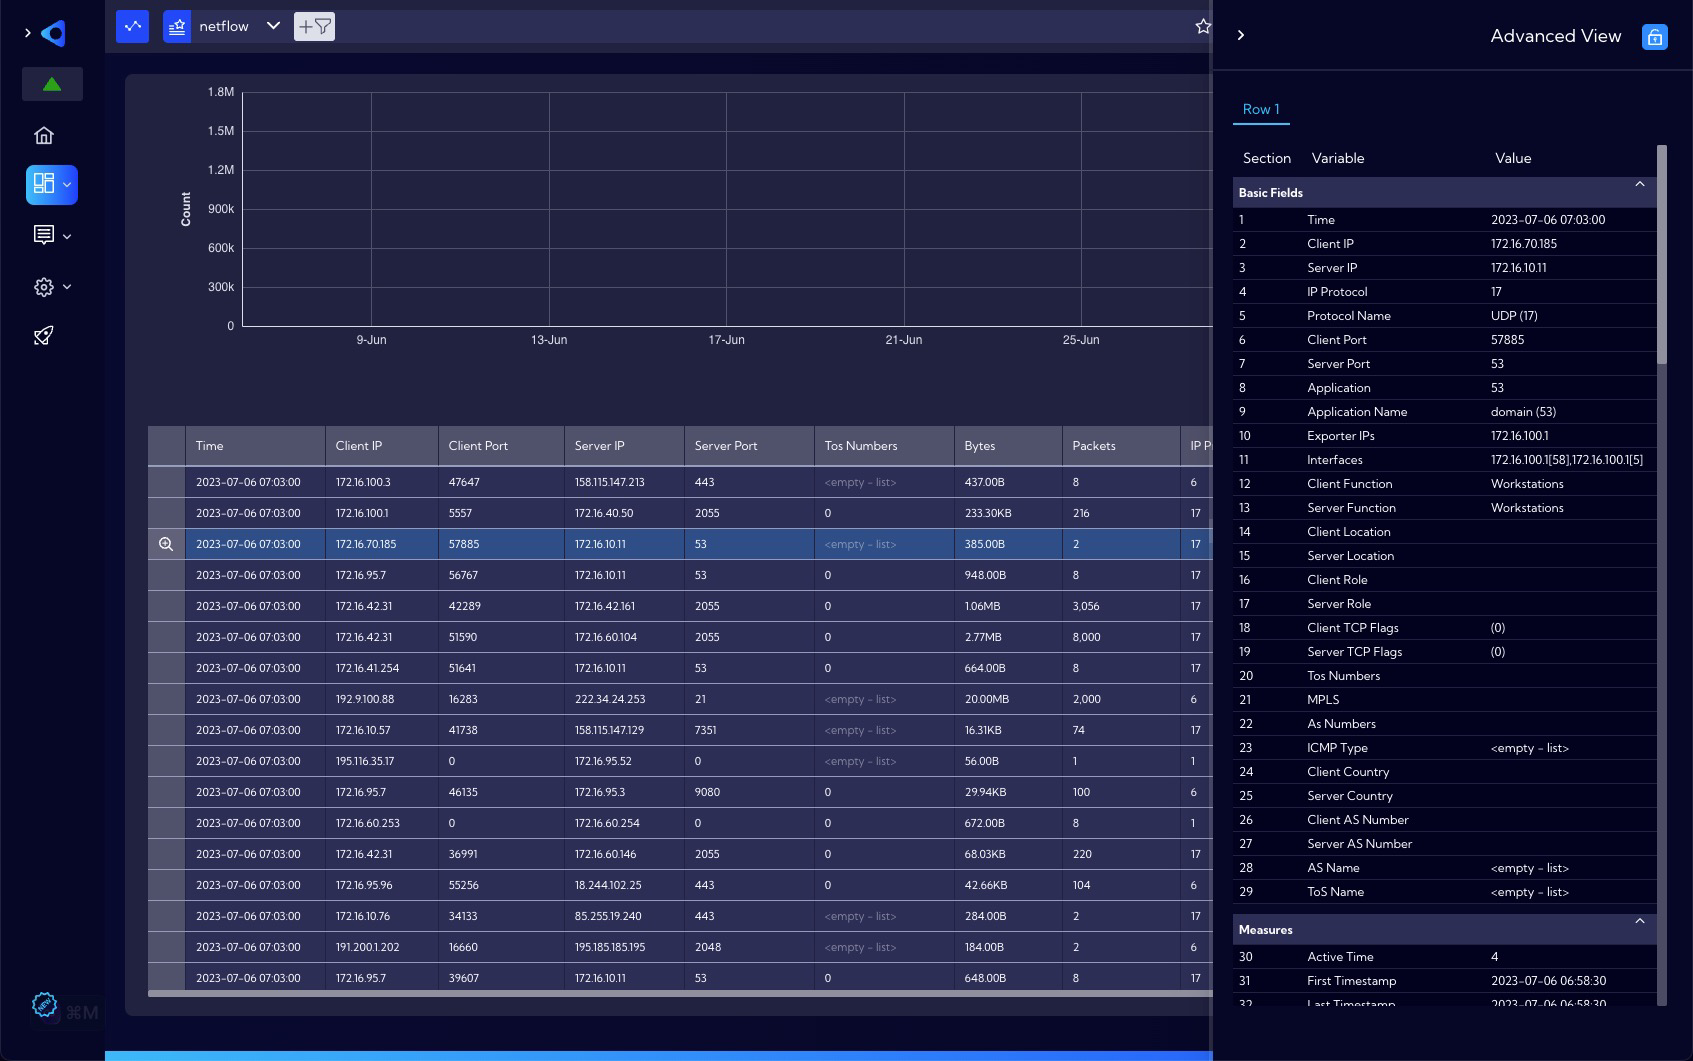 netflow
Advanced View
Row 1
Section Variable Value
Basic Fields
1 Time 2023-07-06 07:03:00
2 Client IP 172.16.70.185
3 Server IP 172.16.10.11
4 IP Protocol 17
5 Protocol Name UDP (17)
6 Client Port 57885
7 Server Port 53
8 Application 53
9 Application Name domain (53)
10 Exporter IPs 172.16.100.1
11 Interfaces 172.16.100.1[58],172.16.100.1[5]
12 Client Function Workstations
13 Server Function Workstations
14 Client Location
15 Server Location
16 Client Role
17 Server Role
18 Client TCP Flags (0)
19 Server TCP Flags (0)
20 Tos Numbers
21 MPLS
22 As Numbers
23 ICMP Type <empty - list>
24 Client Country
25 Server Country
26 Client AS Number
27 Server AS Number
28 AS Name <empty - list>
29 ToS Name <empty - list>
Measures
30 Active Time 4
31 First Timestamp 2023-07-06 06:58:30
32 Last Timestamp 2023-07-06 06:58:30
1.8M
1.5M
1.2M
900k
600k
300k
0
Count
9-Jun 13-Jun 17-Jun 21-Jun 25-Jun
Time Client IP Client Port Server IP Server Port Tos Numbers Bytes Packets IP P
2023-07-06 07:03:00 172.16.100.3 47647 158.115.147.213 443 <empty - list> 437.00B 8 6
2023-07-06 07:03:00 172.16.100.1 5557 172.16.40.50 2055 0 233.30KB 216 17
2023-07-06 07:03:00 172.16.70.185 57885 172.16.10.11 53 <empty - list> 385.00B 2 17
2023-07-06 07:03:00 172.16.95.7 56767 172.16.10.11 53 0 948.00B 8 17
2023-07-06 07:03:00 172.16.42.31 42289 172.16.42.161 2055 0 1.06MB 3,056 17
2023-07-06 07:03:00 172.16.42.31 51590 172.16.60.104 2055 0 2.77MB 8,000 17
2023-07-06 07:03:00 172.16.41.254 51641 172.16.10.11 53 0 664.00B 8 17
2023-07-06 07:03:00 192.9.100.88 16283 222.34.24.253 21 <empty - list> 20.00MB 2,000 6
2023-07-06 07:03:00 172.16.10.57 41738 158.115.147.129 7351 <empty - list> 16.31KB 74 17
2023-07-06 07:03:00 195.116.35.17 0 172.16.95.52 0 <empty - list> 56.00B 1 1
2023-07-06 07:03:00 172.16.95.7 46135 172.16.95.3 9080 0 29.94KB 100 6
2023-07-06 07:03:00 172.16.60.253 0 172.16.60.254 0 0 672.00B 8 1
2023-07-06 07:03:00 172.16.42.31 36991 172.16.60.146 2055 0 68.03KB 220 17
2023-07-06 07:03:00 172.16.95.96 55256 18.244.102.25 443 0 42.66KB 104 6
2023-07-06 07:03:00 172.16.10.76 34133 85.255.19.240 443 <empty - list> 284.00B 2 17
2023-07-06 07:03:00 191.200.1.202 16660 195.185.185.195 2048 <empty - list> 184.00B 2 6
2023-07-06 07:03:00 172.16.95.7 39607 172.16.10.11 53 0 648.00B 8 17
NEW
⌘M